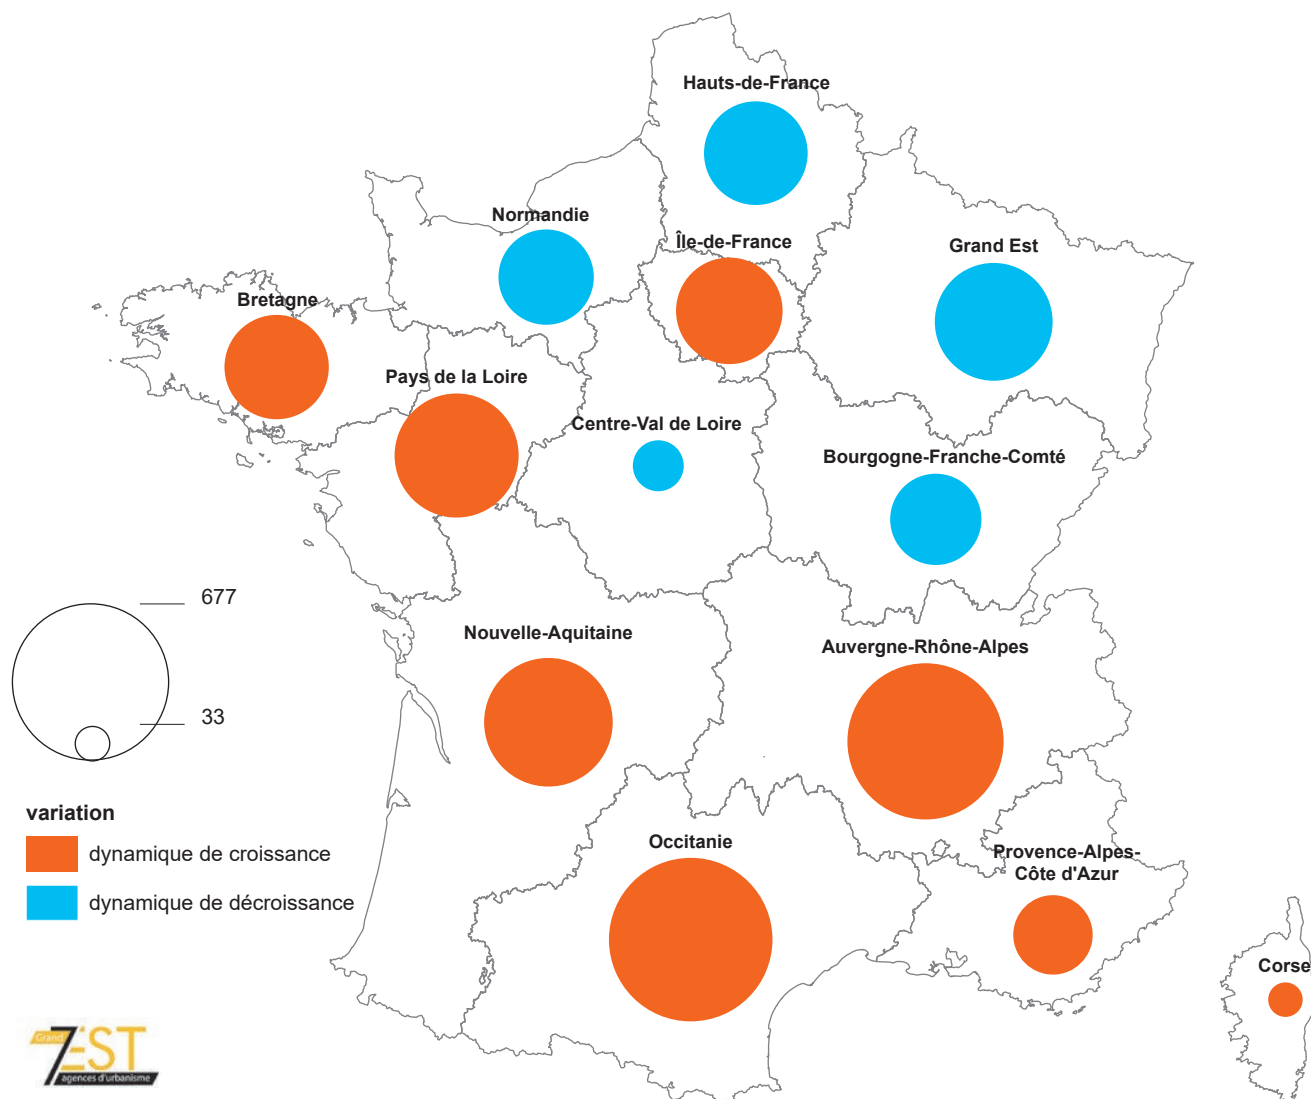 Hauts-de-France
Normandie
Île-de-France
Grand Est
Bretagne
Pays de la Loire
Centre-Val de Loire
Bourgogne-Franche-Comté
677
33
Nouvelle-Aquitaine
Auvergne-Rhône-Alpes
variation
dynamique de croissance
dynamique de décroissance
Occitanie
Provence-Alpes-
Côte d'Azur
Corse
Grand
7EST
agences d'urbanisme